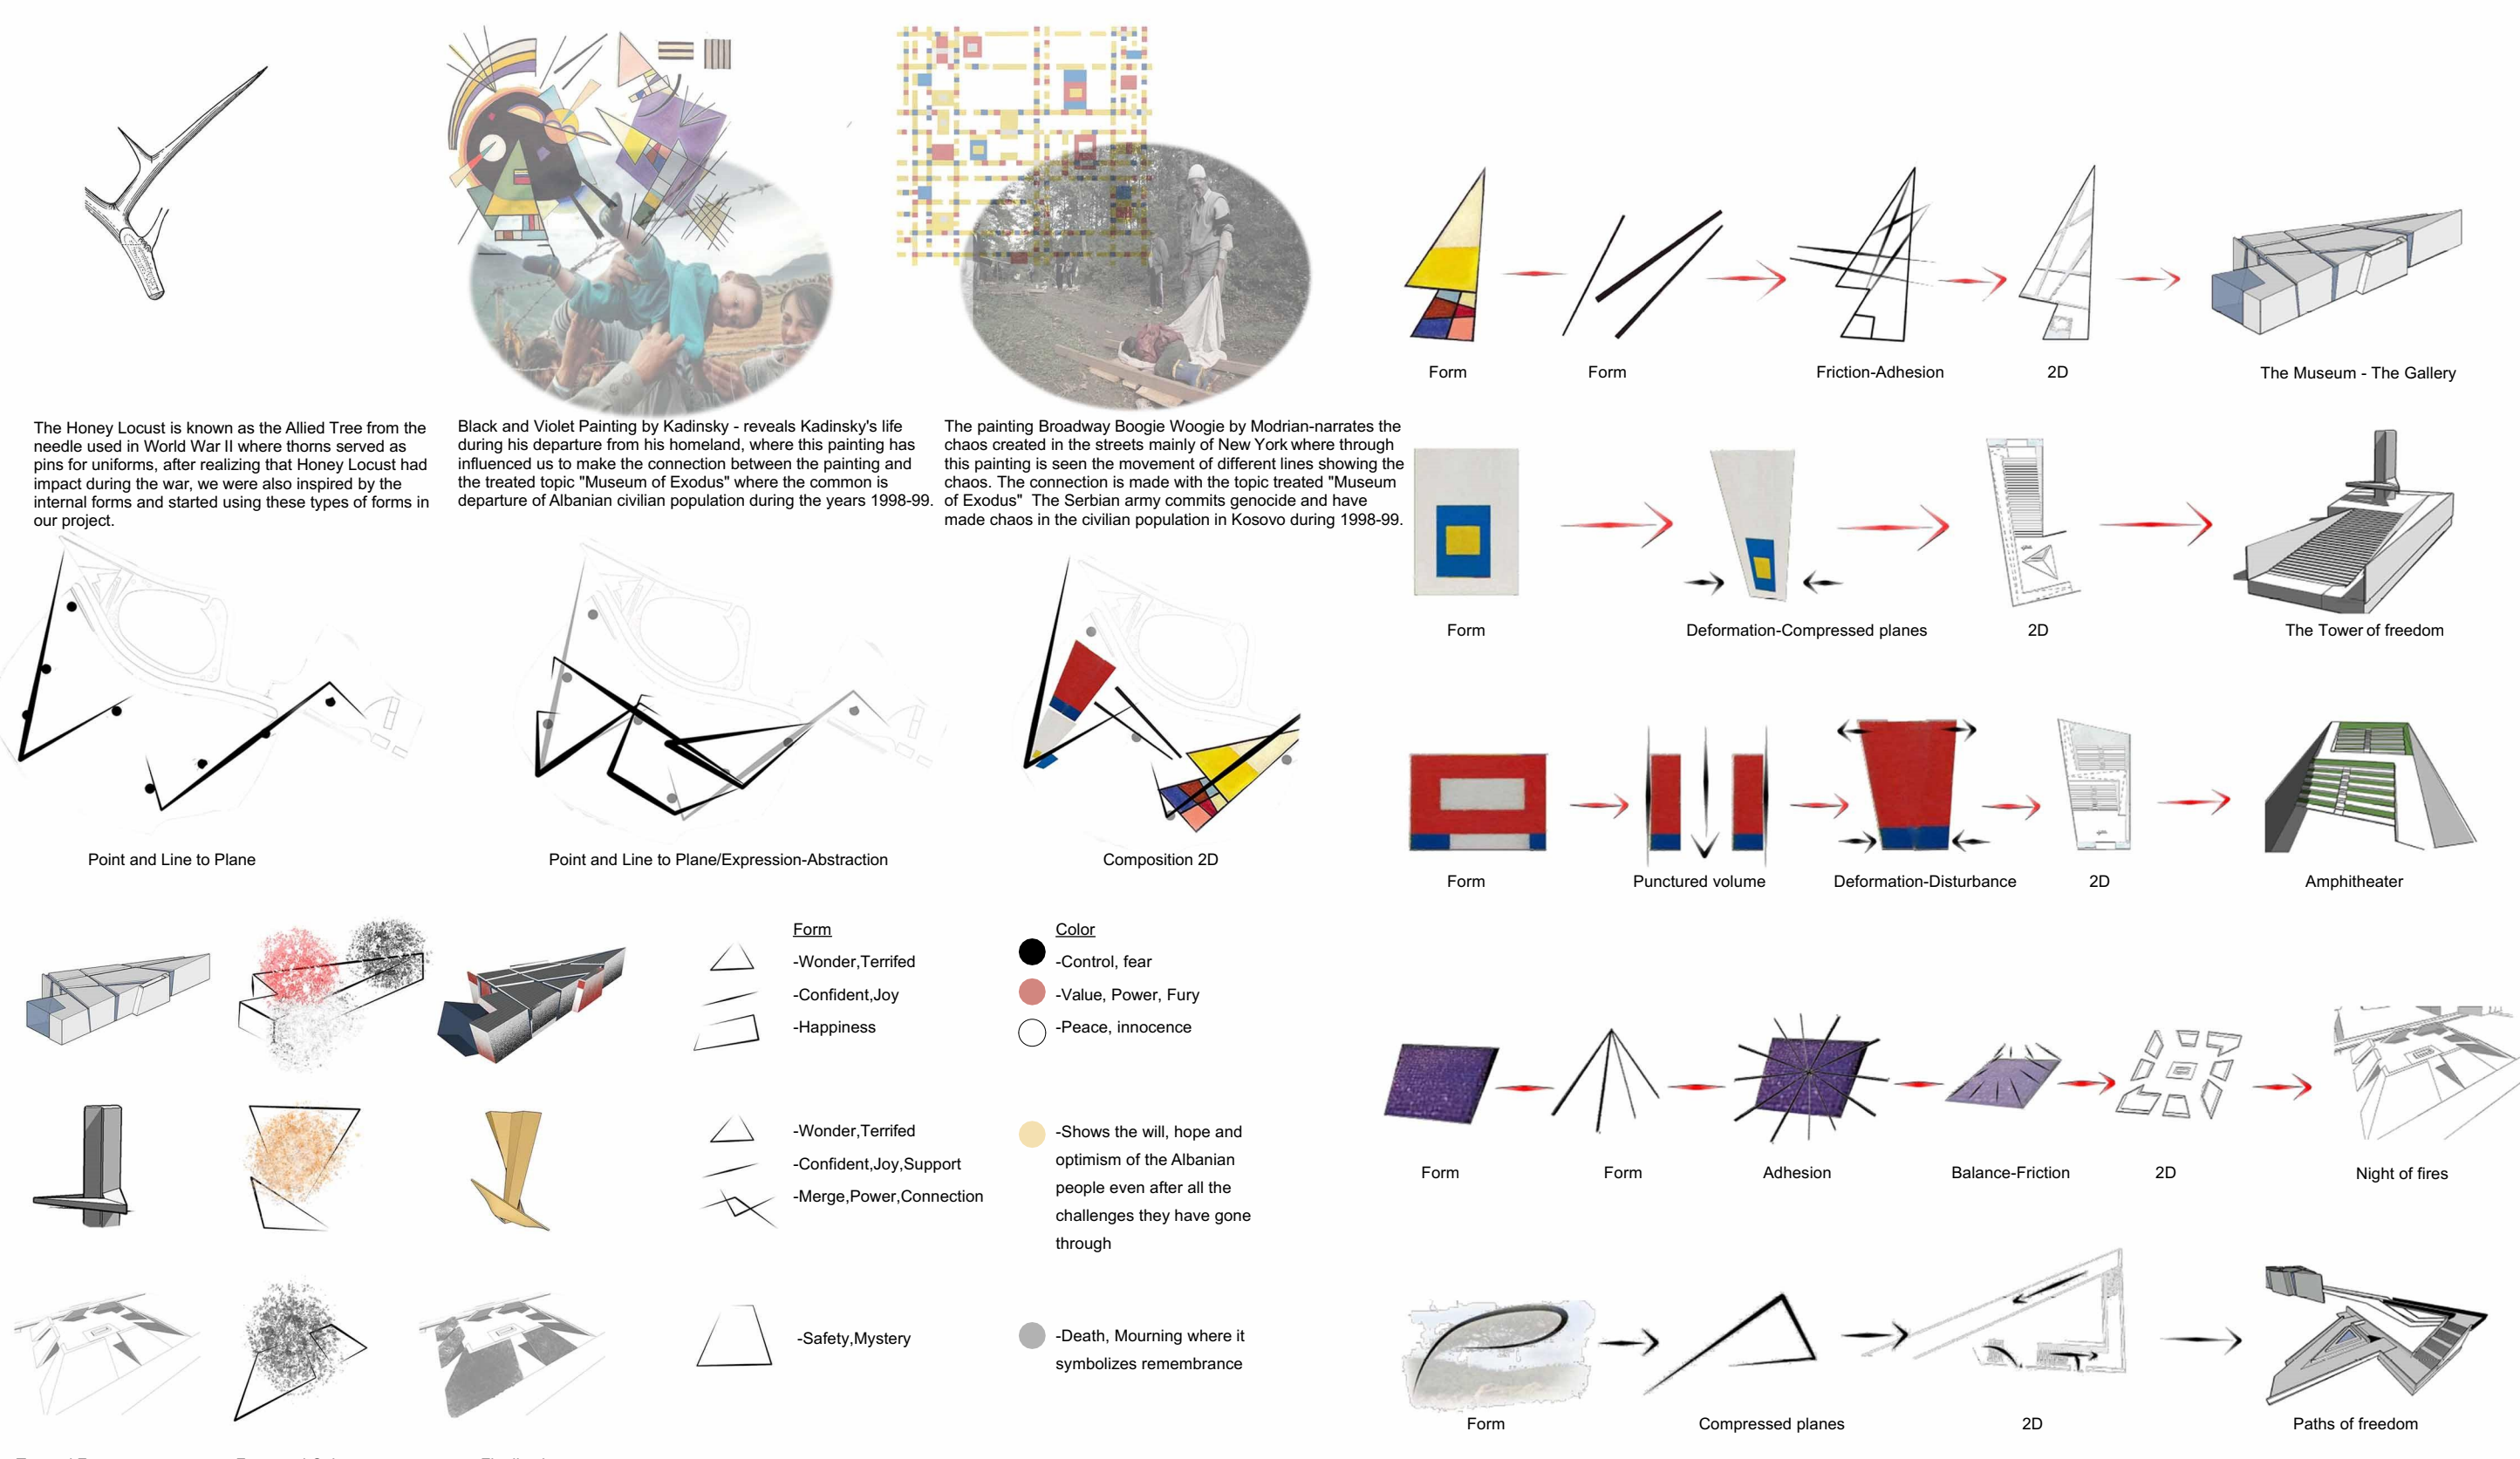 The Honey Locust is known as the Allied Tree from the
needle used in World War II where thorns served as
pins for uniforms, after realizing that Honey Locust had
impact during the war, we were also inspired by the
internal forms and started using these types of forms in
our project.
Black and Violet Painting by Kadinsky - reveals Kadinsky's life
during his departure from his homeland, where this painting has
influenced us to make the connection between the painting and
the treated topic "Museum of Exodus" where the common is
departure of Albanian civilian population during the years 1998-99.
The painting Broadway Boogie Woogie by Modrian-narrates the
chaos created in the streets mainly of New York where through
this painting is seen the movement of different lines showing the
chaos. The connection is made with the topic treated "Museum
of Exodus" The Serbian army commits genocide and have
made chaos in the civilian population in Kosovo during 1998-99.
Point and Line to Plane
Point and Line to Plane/Expression-Abstraction
Composition 2D
Form
-Wonder,Terrifed
-Confident,Joy
-Happiness
Color
-Control, fear
-Value, Power, Fury
-Peace, innocence
-Wonder,Terrifed
-Confident,Joy,Support
-Merge,Power,Connection
-Shows the will, hope and
optimism of the Albanian
people even after all the
challenges they have gone
through
-Safety,Mystery
-Death, Mourning where it
symbolizes remembrance
Form
Form
Friction-Adhesion
2D
The Museum - The Gallery
Form
Deformation-Compressed planes
2D
The Tower of freedom
Form
Punctured volume
Deformation-Disturbance
2D
Amphitheater
Form
Form
Adhesion
Balance-Friction
2D
Night of fires
Form
Compressed planes
2D
Paths of freedom